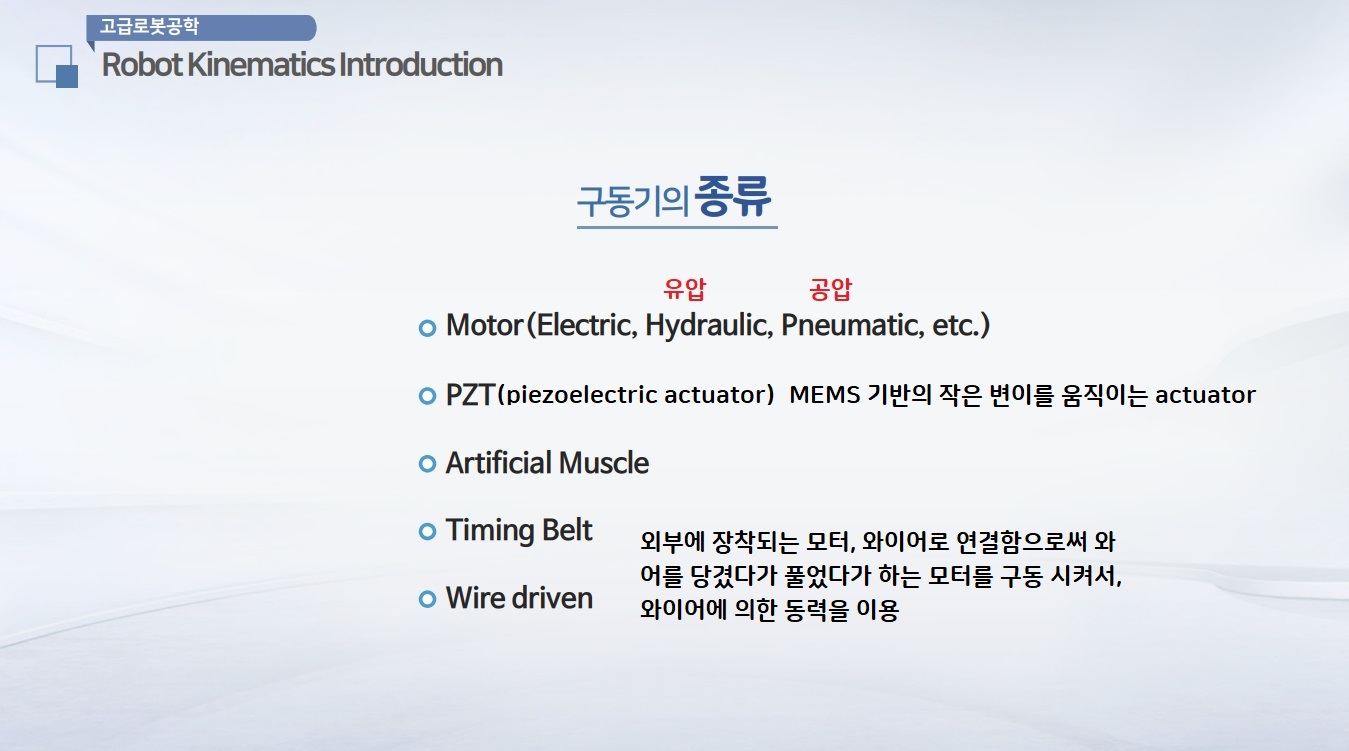 고급로봇공학
Robot Kinematics Introduction
구동기의 종류
유압 공압
Motor(Electric, Hydraulic, Pneumatic, etc.)
PZT(piezoelectric actuator) MEMS 기반의 작은 변이를 움직이는 actuator
Artificial Muscle
Timing Belt
외부에 장착되는 모터, 와이어로 연결함으로써 와
어를 당겼다가 풀었다가 하는 모터를 구동 시켜서,
와이어에 의한 동력을 이용
Wire driven